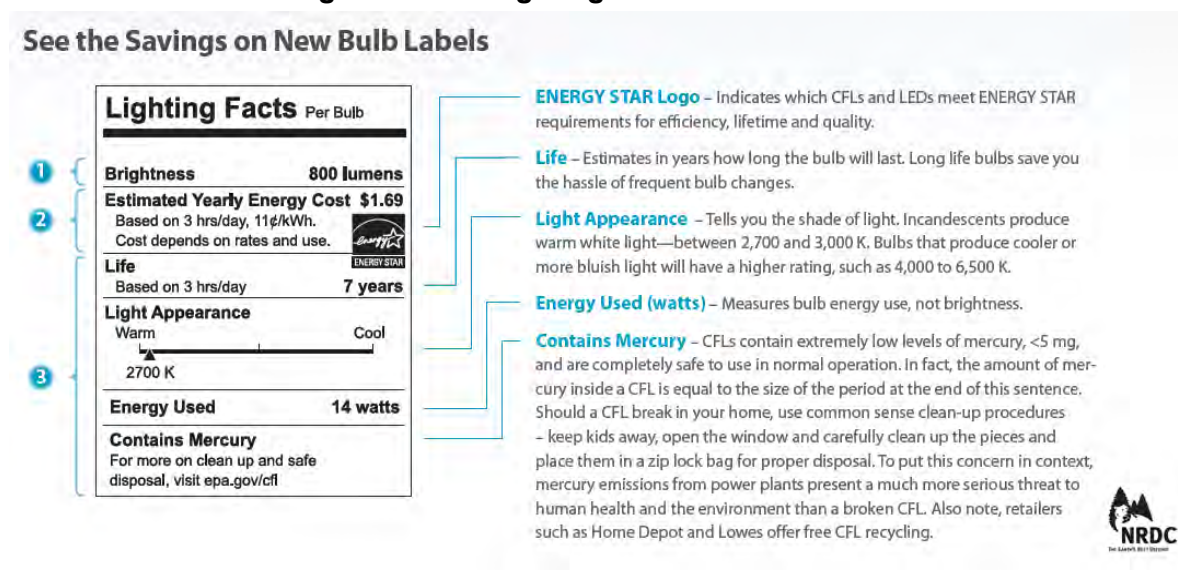 See the Savings on New Bulb Labels
Lighting Facts Per Bulb
1
Brightness 800 lumens
2
Estimated Yearly Energy Cost $1.69
Based on 3 hrs/day, 11¢/kWh.
Cost depends on rates and use.
energy
ENERGY STAR
3
Life
Based on 3 hrs/day 7 years
Light Appearance
Warm Cool
2700 K
Energy Used 14 watts
Contains Mercury
For more on clean up and safe
disposal, visit epa.gov/cfl
ENERGY STAR Logo – Indicates which CFLs and LEDs meet ENERGY STAR
requirements for efficiency, lifetime and quality.
Life – Estimates in years how long the bulb will last. Long life bulbs save you
the hassle of frequent bulb changes.
Light Appearance – Tells you the shade of light. Incandescents produce
warm white light—between 2,700 and 3,000 K. Bulbs that produce cooler or
more bluish light will have a higher rating, such as 4,000 to 6,500 K.
Energy Used (watts) – Measures bulb energy use, not brightness.
Contains Mercury – CFLs contain extremely low levels of mercury, <5 mg,
and are completely safe to use in normal operation. In fact, the amount of mer-
cury inside a CFL is equal to the size of the period at the end of this sentence.
Should a CFL break in your home, use common sense clean-up procedures
– keep kids away, open the window and carefully clean up the pieces and
place them in a zip lock bag for proper disposal. To put this concern in context,
mercury emissions from power plants present a much more serious threat to
human health and the environment than a broken CFL. Also note, retailers
such as Home Depot and Lowes offer free CFL recycling.
NRDC